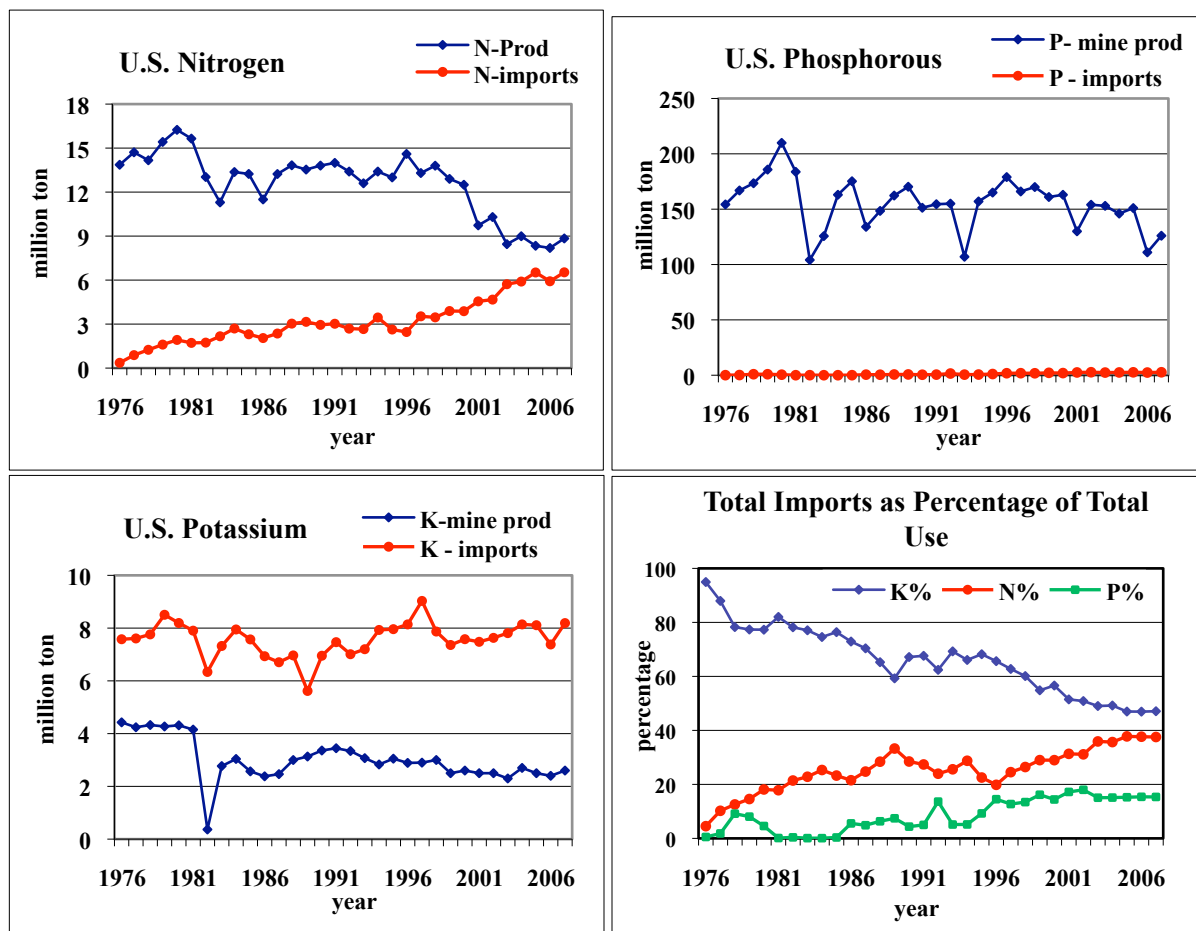 U.S. Nitrogen
N-Prod
N-imports
million ton
18
15
12
9
6
3
0
1976 1981 1986 1991 1996 2001 2006
year
U.S. Phosphorous
P- mine prod
P - imports
million ton
250
200
150
100
50
0
1976 1981 1986 1991 1996 2001 2006
year
U.S. Potassium
K-mine prod
K - imports
million ton
10
8
6
4
2
0
1976 1981 1986 1991 1996 2001 2006
year
Total Imports as Percentage of Total
Use
K% N% P%
percentage
100
80
60
40
20
0
1976 1981 1986 1991 1996 2001 2006
year